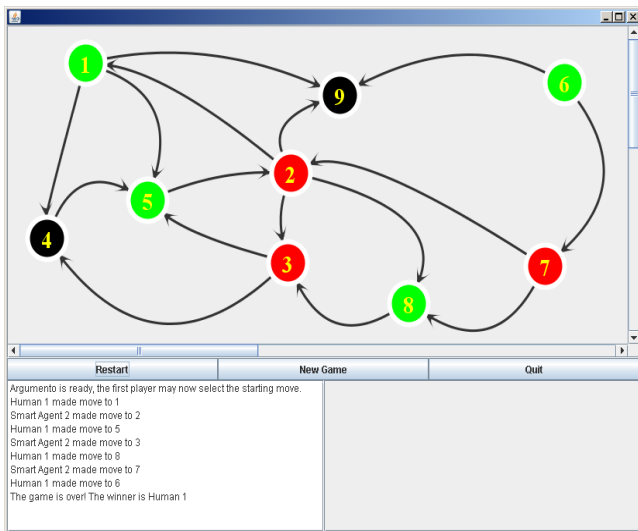 1
9
6
2
5
4
3
7
8
Restart
New Game
Quit
Argumento is ready, the first player may now select the starting move.
Human 1 made move to 1
Smart Agent 2 made move to 2
Human 1 made move to 5
Smart Agent 2 made move to 3
Human 1 made move to 8
Smart Agent 2 made move to 7
Human 1 made move to 6
The game is over! The winner is Human 1